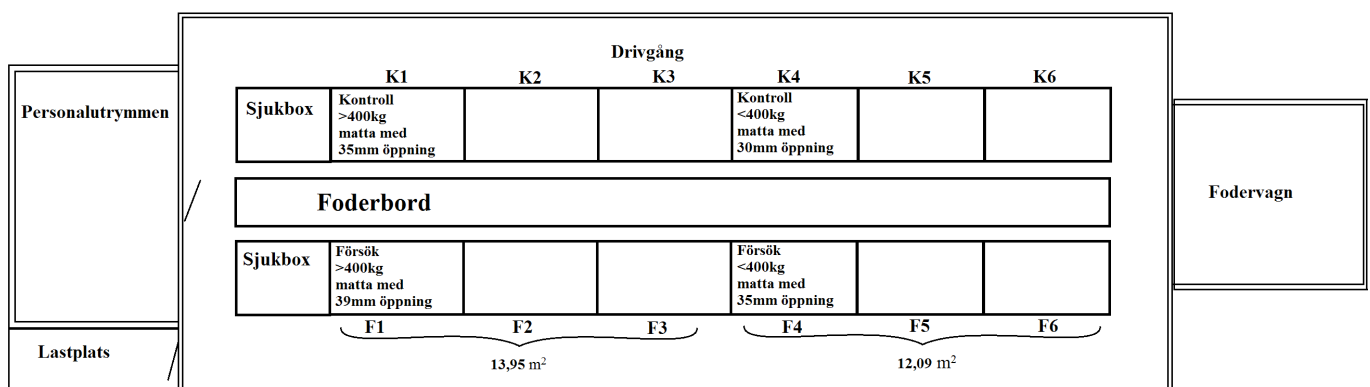 Drivgång
K1 K2 K3 K4 K5 K6
Personalutrymmen
Sjukbox
Kontroll
>400kg
matta med
35mm öppning
Kontroll
<400kg
matta med
30mm öppning
Foderbord
Fodervagn
Sjukbox
Försök
>400kg
matta med
39mm öppning
Försök
<400kg
matta med
35mm öppning
F1 F2 F3 F4 F5 F6
Lastplats
13,95 m²
12,09 m²